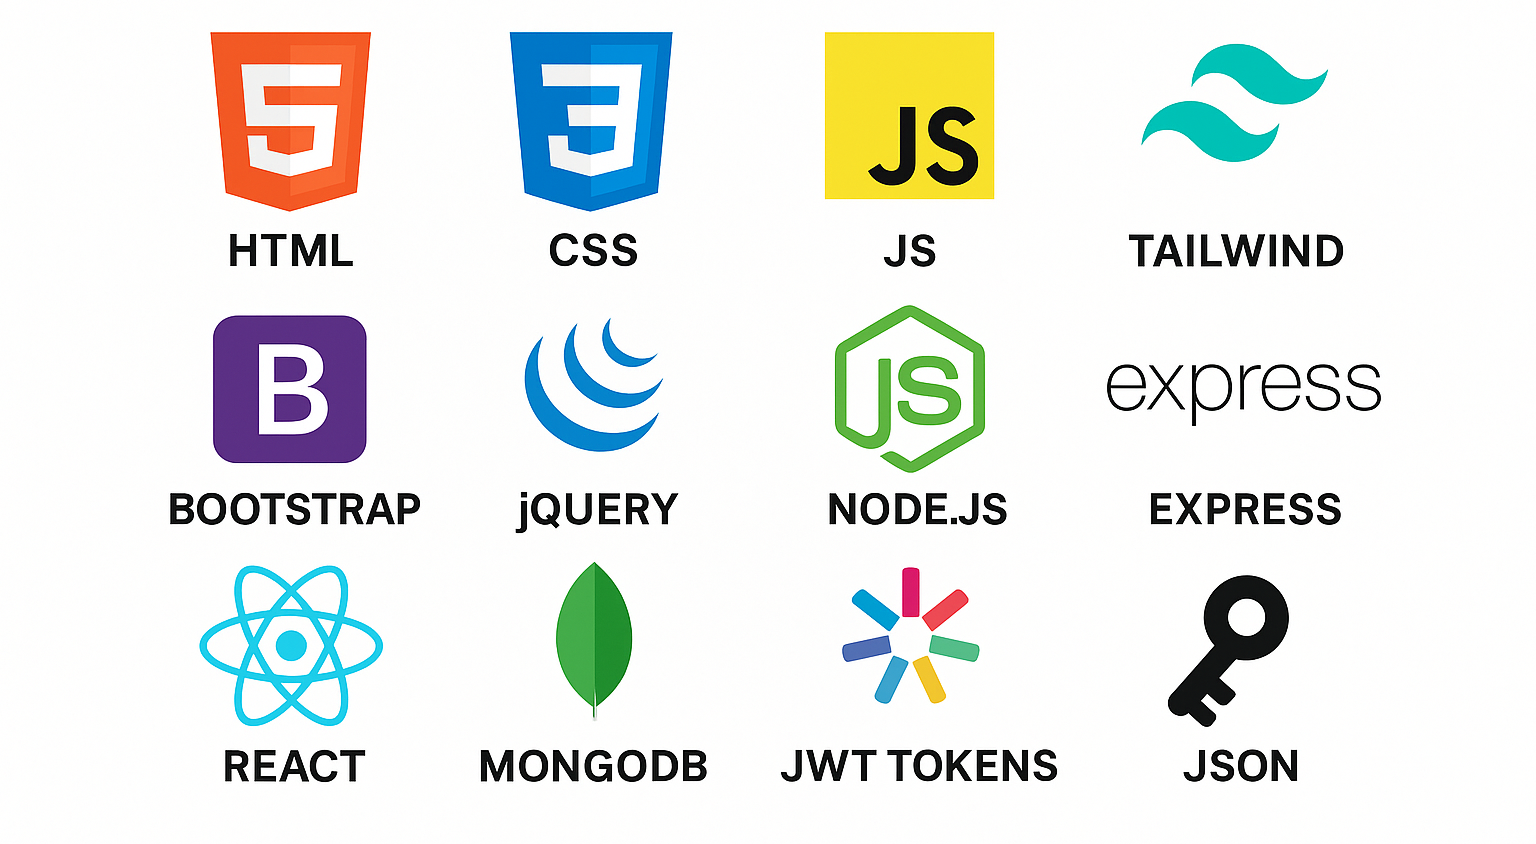 5 3 JS
HTML CSS JS TAILWIND
B JS express
BOOTSTRAP jQUERY NODE.JS EXPRESS
REACT MONGODB JWT TOKENS JSON